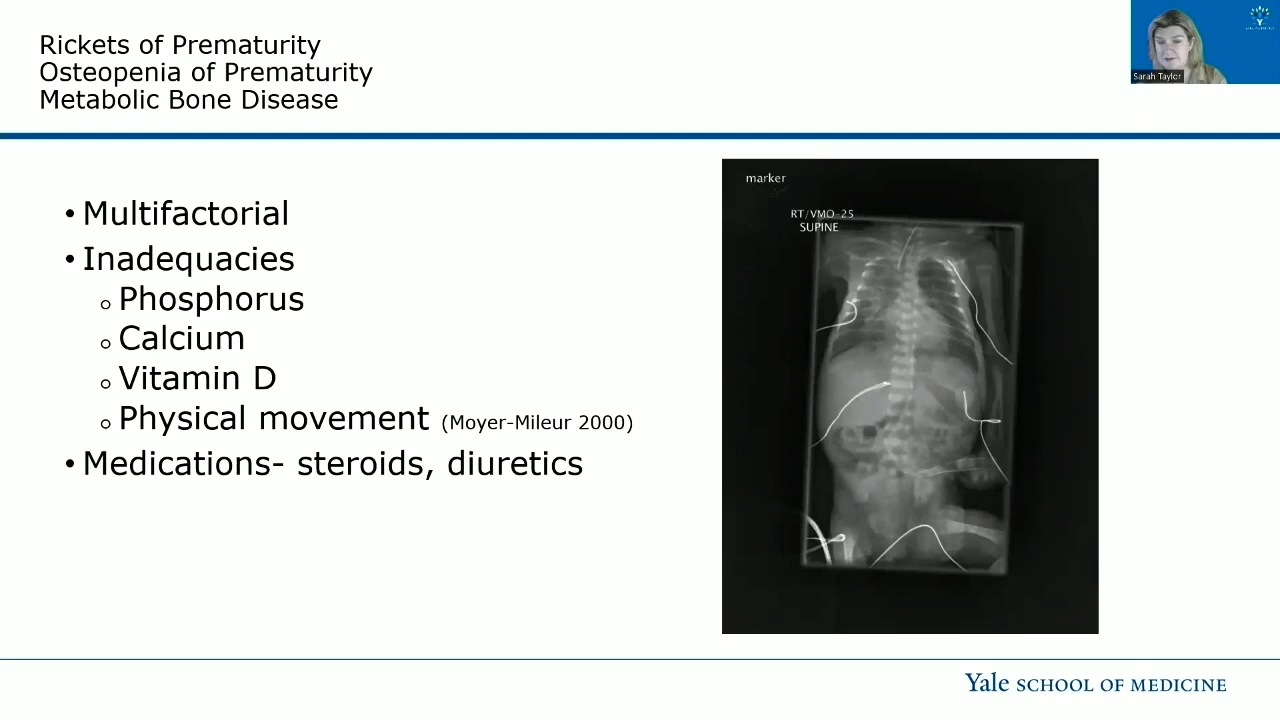 Rickets of Prematurity
Osteopenia of Prematurity
Metabolic Bone Disease
Sarah Taylor
• Multifactorial
• Inadequacies
o Phosphorus
o Calcium
o Vitamin D
o Physical movement (Moyer-Mileur 2000)
• Medications- steroids, diuretics
marker
RT/VMO-25
SUPINE
Yale SCHOOL OF MEDICINE